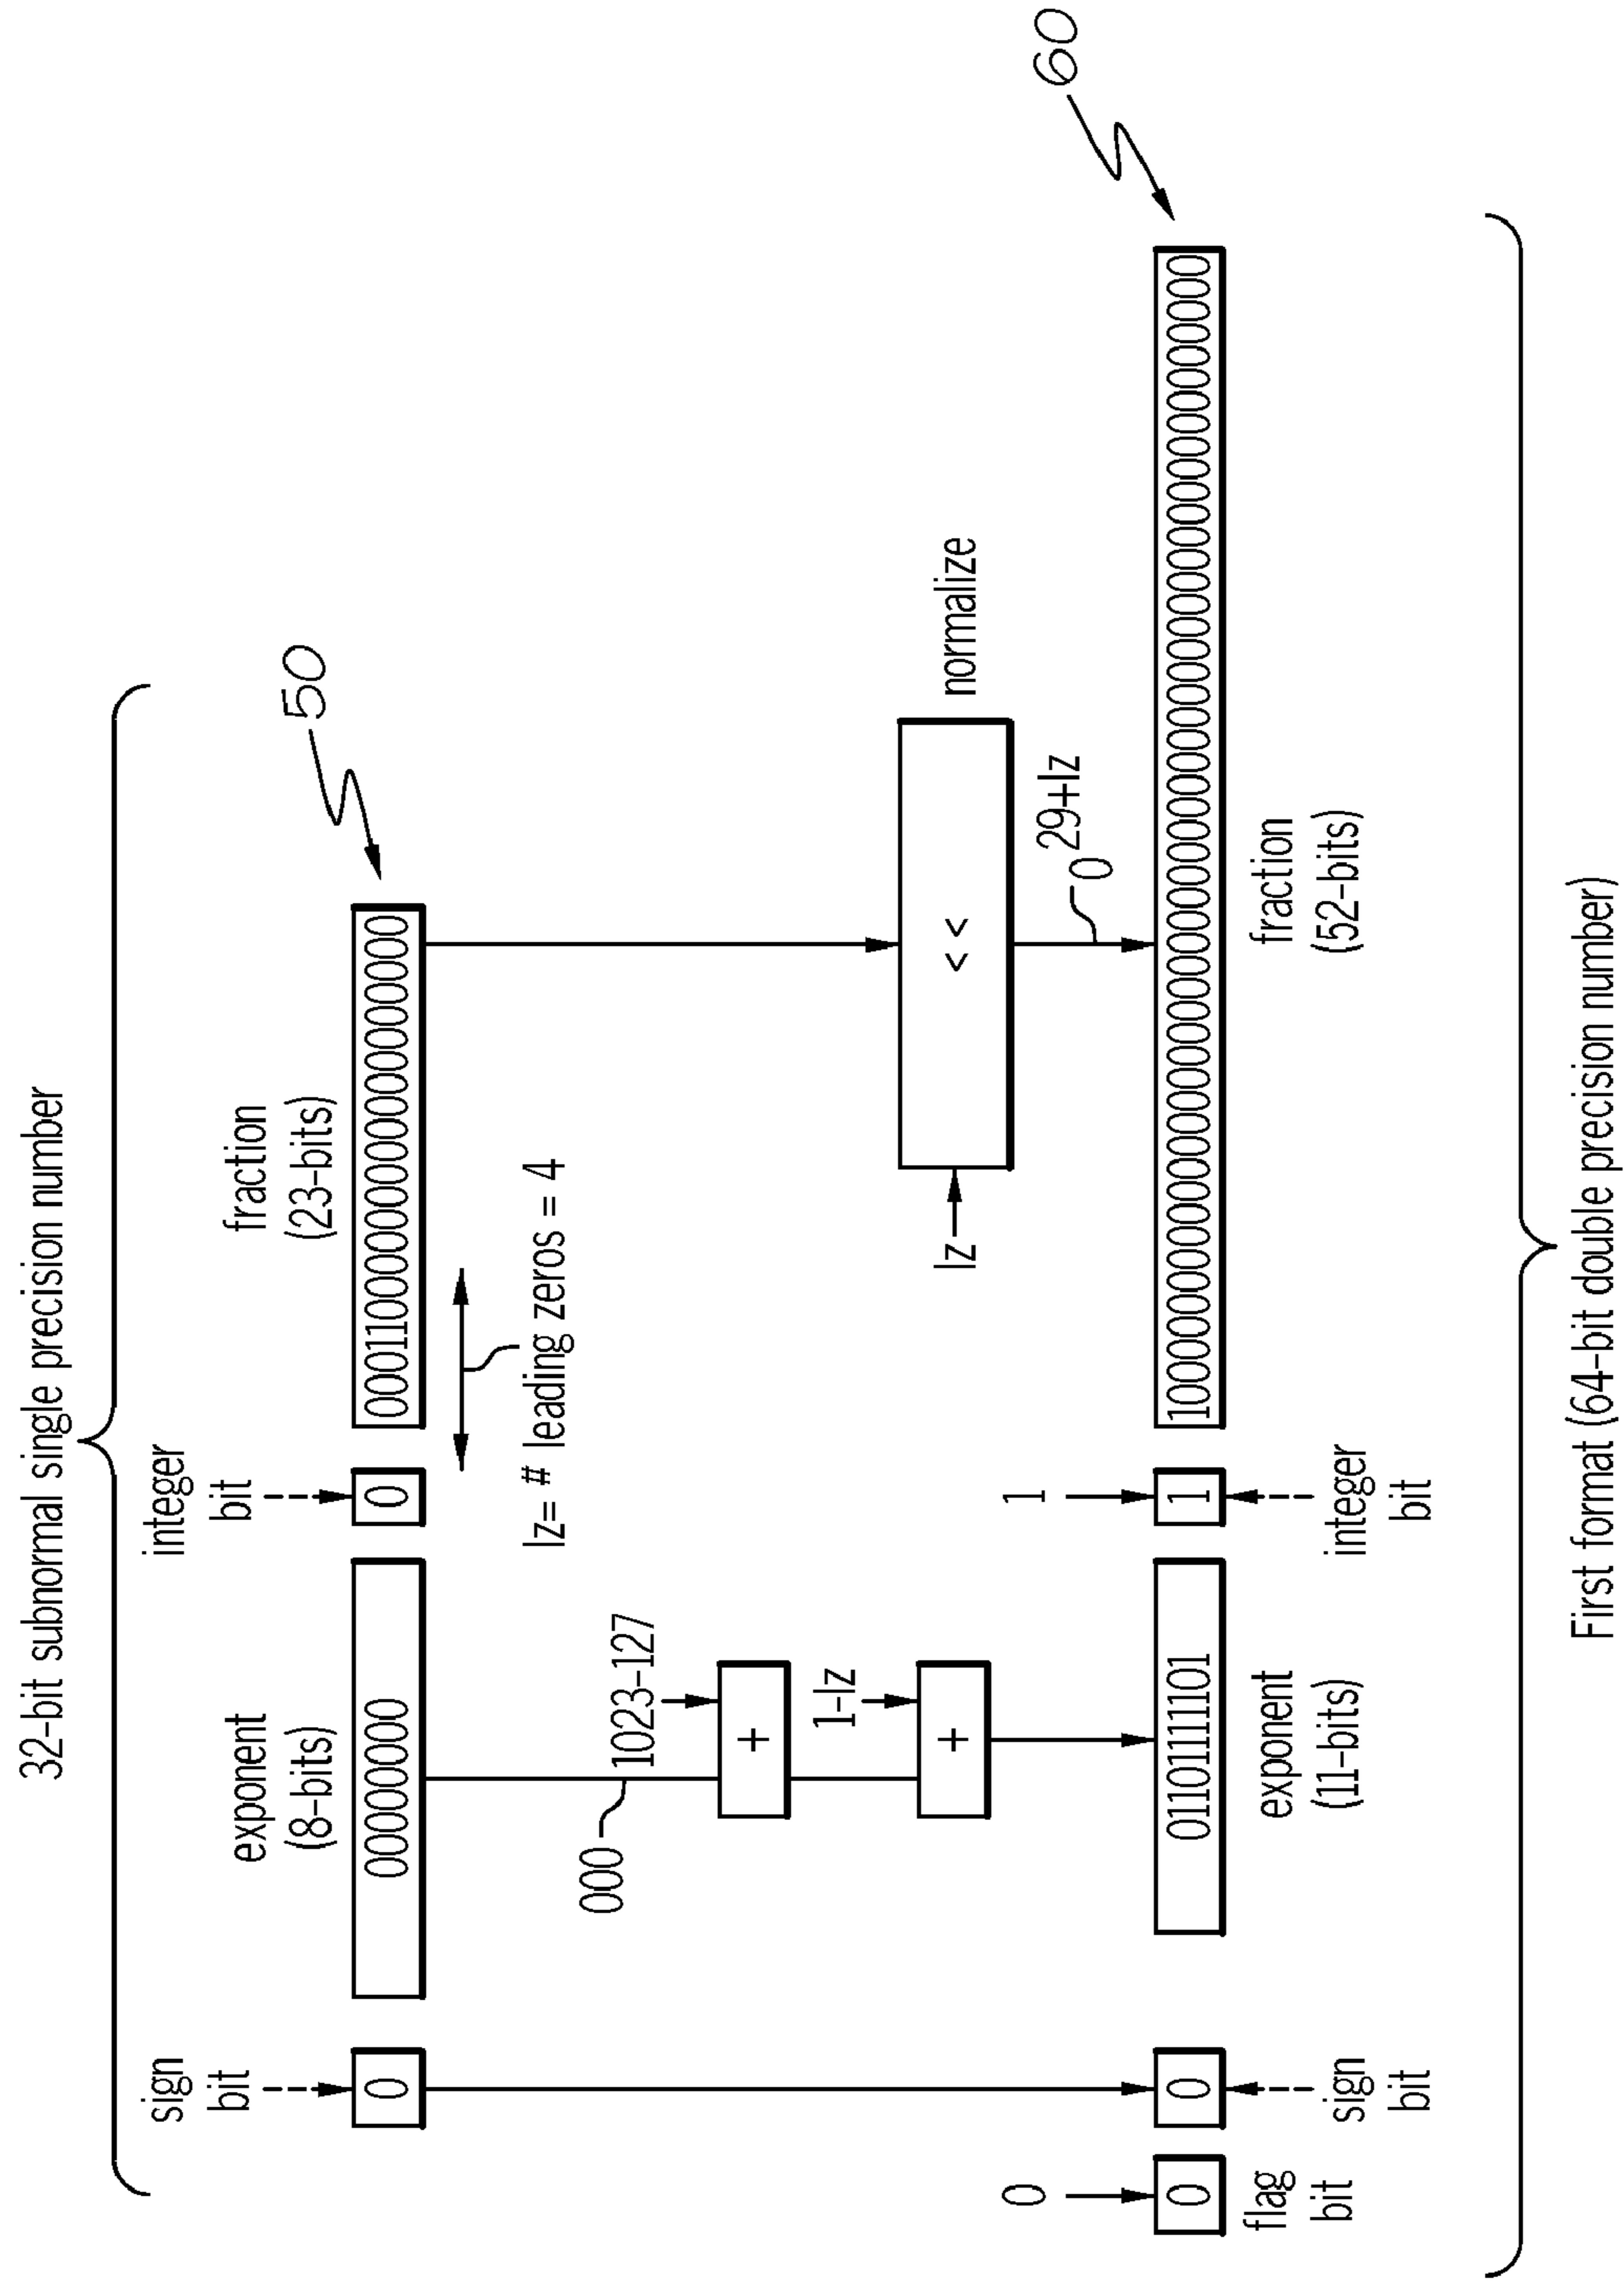 32-bit subnormal single precision number
sign
bit
exponent
(8-bits)
integer
bit
fraction
(23-bits)
50
0
00000000
0
00011000000000000000000
lz= # leading zeros = 4
000
1023-127
+
1-lz
+
lz
<<
normalize
0
1
0 29+lz
60
0
0
01101111101
1
1000000000000000000000000000000000000000000000000000
flag
bit
sign
bit
exponent
(11-bits)
integer
bit
fraction
(52-bits)
First format (64-bit double precision number)